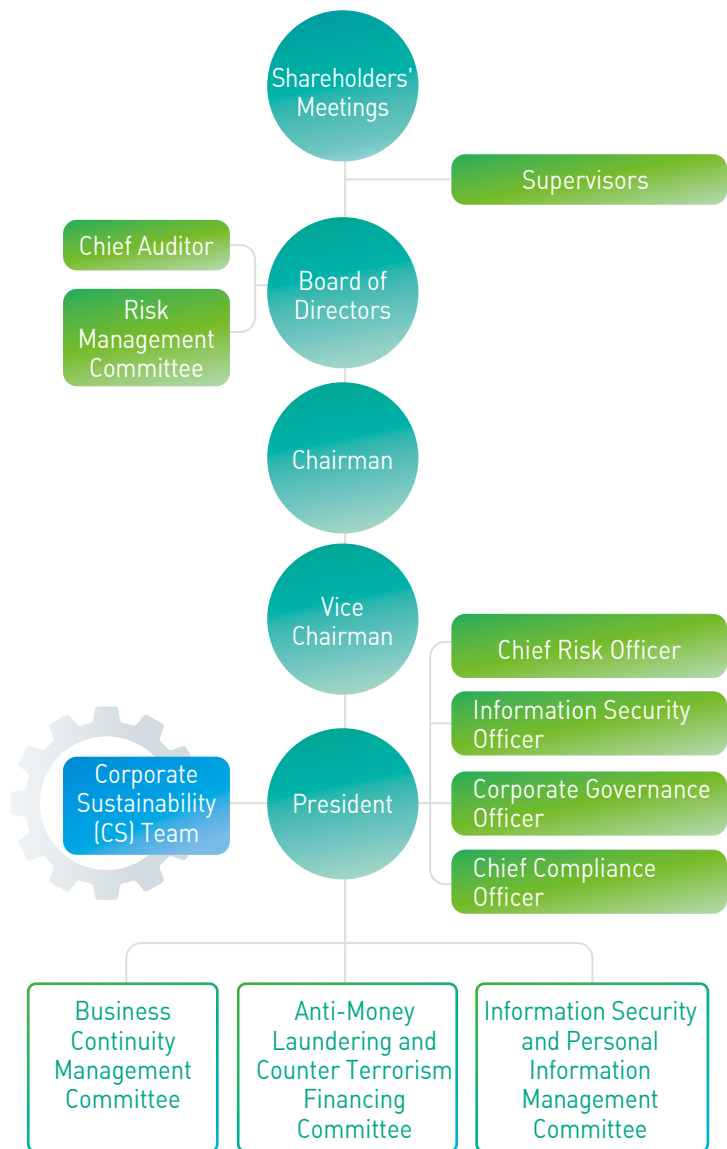 Shareholders'
Meetings
Supervisors
Chief Auditor
Risk
Management
Committee
Board of
Directors
Chairman
Vice
Chairman
Chief Risk Officer
Information Security
Officer
Corporate
Sustainability
(CS) Team
President
Corporate Governance
Officer
Chief Compliance
Officer
Business
Continuity
Management
Committee
Anti-Money
Laundering and
Counter Terrorism
Financing
Committee
Information Security
and Personal
Information
Management
Committee